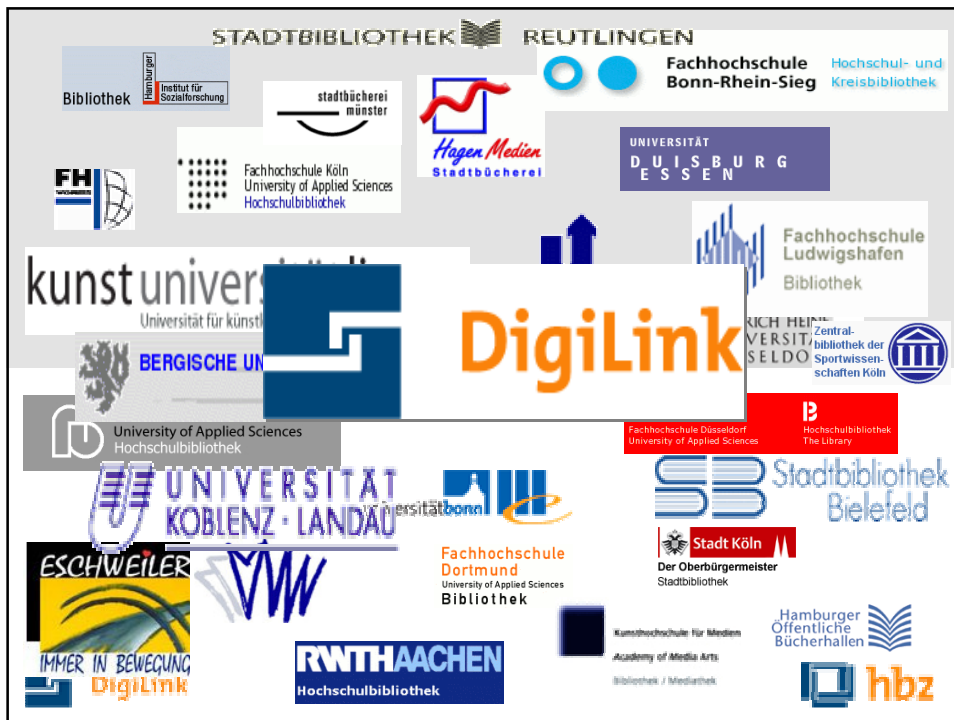 STADTBIBLIOTHEK REUTLINGEN
Bibliothek
Hamburger
Institut für
Sozialforschung
stadtbücherei
münster
Hagen Medien
Stadtbücherei
Fachhochschule
Bonn-Rhein-Sieg
Hochschul- und
Kreisbibliothek
FH
Fachhochschule Köln
University of Applied Sciences
Hochschulbibliothek
UNIVERSITÄT
DUISBURG
ESSEN
Fachhochschule
Ludwigshafen
Bibliothek
kunst
Universität für
BERGISCHE
DigiLink
Zentral-
bibliothek der
Sportwissen-
schaften Köln
University of Applied Sciences
Hochschulbibliothek
Fachhochschule Düsseldorf
University of Applied Sciences
B
Hochschulbibliothek
The Library
UNIVERSITÄT
KOBLENZ · LANDAU
universitätbonn
Stadtbibliothek
Bielefeld
ESCHWEILER
IMMER IN BEWEGUNG
Fachhochschule
Dortmund
University of Applied Sciences
Bibliothek
Stadt Köln
Der Oberbürgermeister
Stadtbibliothek
Kunsthochschule für Medien
Academy of Media Arts
Bibliothek / Mediathek
Hamburger
Öffentliche
Bücherhallen
RWTHAACHEN
Hochschulbibliothek
DigiLink
hbz